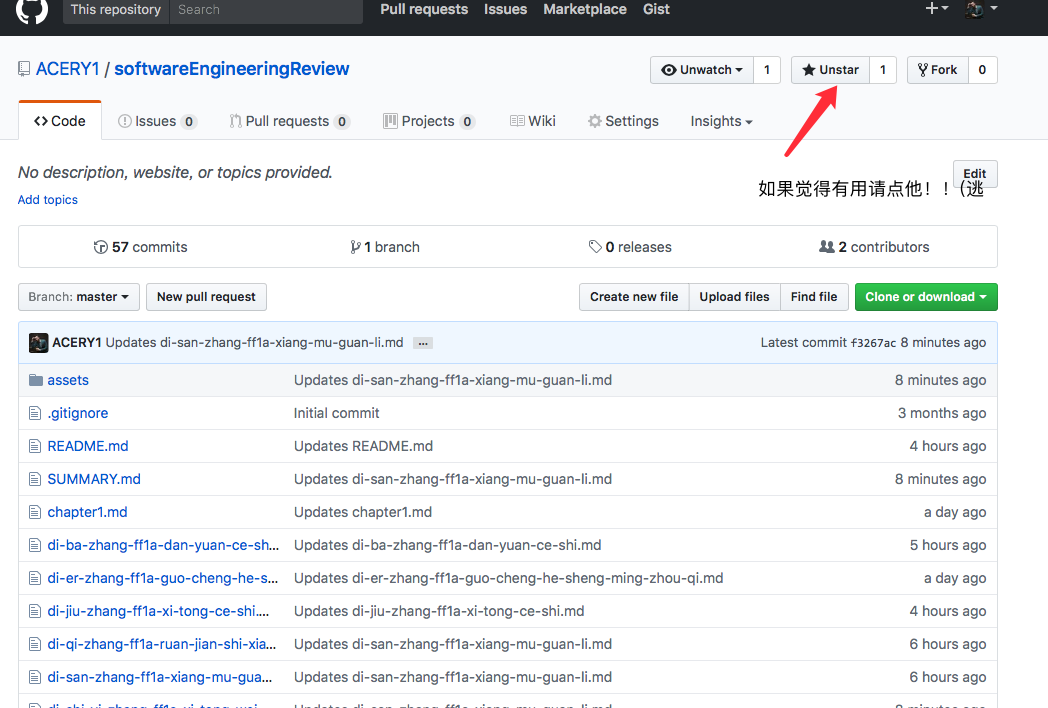 This repository Search Pull requests Issues Marketplace Gist
ACERY1 / softwareEngineeringReview Unwatch 1 Unstar 1 Fork 0
Code Issues 0 Pull requests 0 Projects 0 Wiki Settings Insights
No description, website, or topics provided. Edit
如果觉得有用请点他！！(逃
Add topics
57 commits 1 branch 0 releases 2 contributors
Branch: master New pull request Create new file Upload files Find file Clone or download
ACERY1 Updates di-san-zhang-ff1a-xiang-mu-guan-li.md ... Latest commit f3267ac 8 minutes ago
assets Updates di-san-zhang-ff1a-xiang-mu-guan-li.md 8 minutes ago
.gitignore Initial commit 3 months ago
README.md Updates README.md 4 hours ago
SUMMARY.md Updates di-san-zhang-ff1a-xiang-mu-guan-li.md 8 minutes ago
chapter1.md Updates chapter1.md a day ago
di-ba-zhang-ff1a-dan-yuan-ce-sh... Updates di-ba-zhang-ff1a-dan-yuan-ce-shi.md 5 hours ago
di-er-zhang-ff1a-guo-cheng-he-s... Updates di-er-zhang-ff1a-guo-cheng-he-sheng-ming-zhou-qi.md a day ago
di-jiu-zhang-ff1a-xi-tong-ce-shi.... Updates di-jiu-zhang-ff1a-xi-tong-ce-shi.md 4 hours ago
di-qi-zhang-ff1a-ruan-jian-shi-xia... Updates di-san-zhang-ff1a-xiang-mu-guan-li.md 6 hours ago
di-san-zhang-ff1a-xiang-mu-gua... Updates di-san-zhang-ff1a-xiang-mu-guan-li.md 6 hours ago